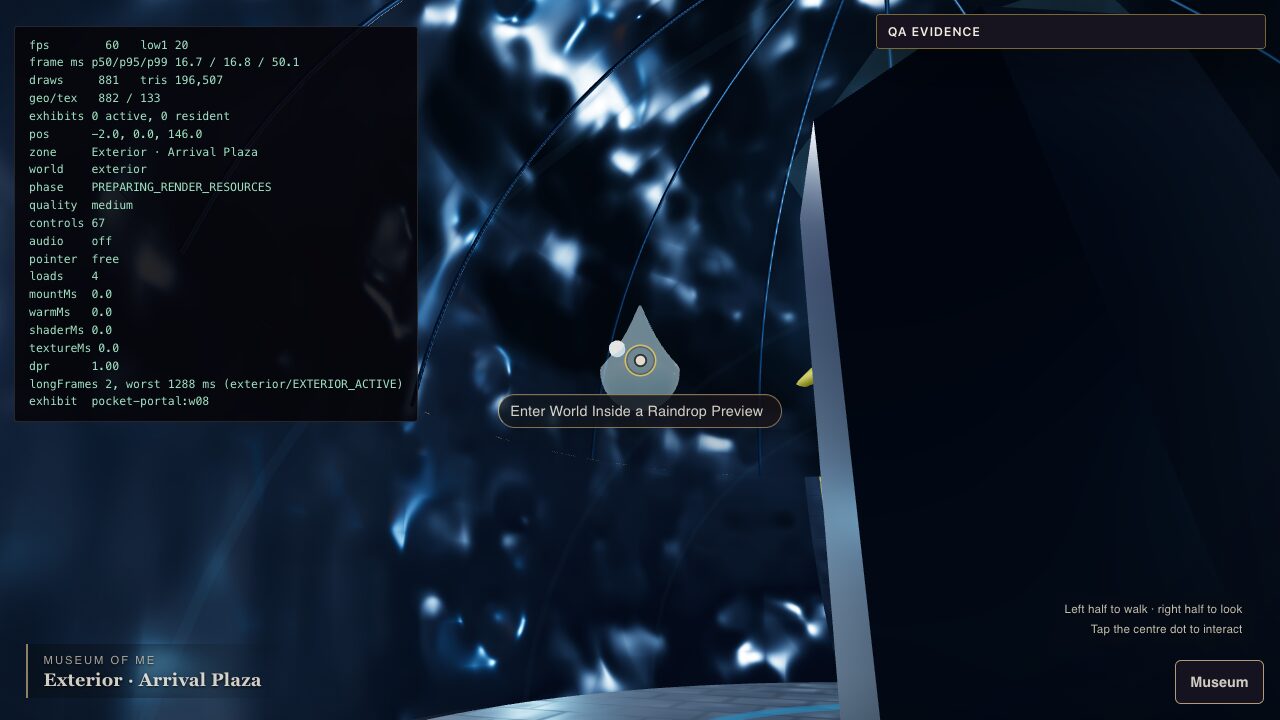 fps 60 low1 20
frame ms p50/p95/p99 16.7 / 16.8 / 50.1
draws 881 tris 196,507
geo/tex 882 / 133
exhibits 0 active, 0 resident
pos −2.0, 0.0, 146.0
zone Exterior · Arrival Plaza
world exterior
phase PREPARING_RENDER_RESOURCES
quality medium
controls 67
audio off
pointer free
loads 4
mountMs 0.0
warmMs 0.0
shaderMs 0.0
textureMs 0.0
dpr 1.00
longFrames 2, worst 1288 ms (exterior/EXTERIOR_ACTIVE)
exhibit pocket-portal:w08
QA EVIDENCE
Enter World Inside a Raindrop Preview
Left half to walk · right half to look
Tap the centre dot to interact
MUSEUM OF ME
Exterior · Arrival Plaza
Museum